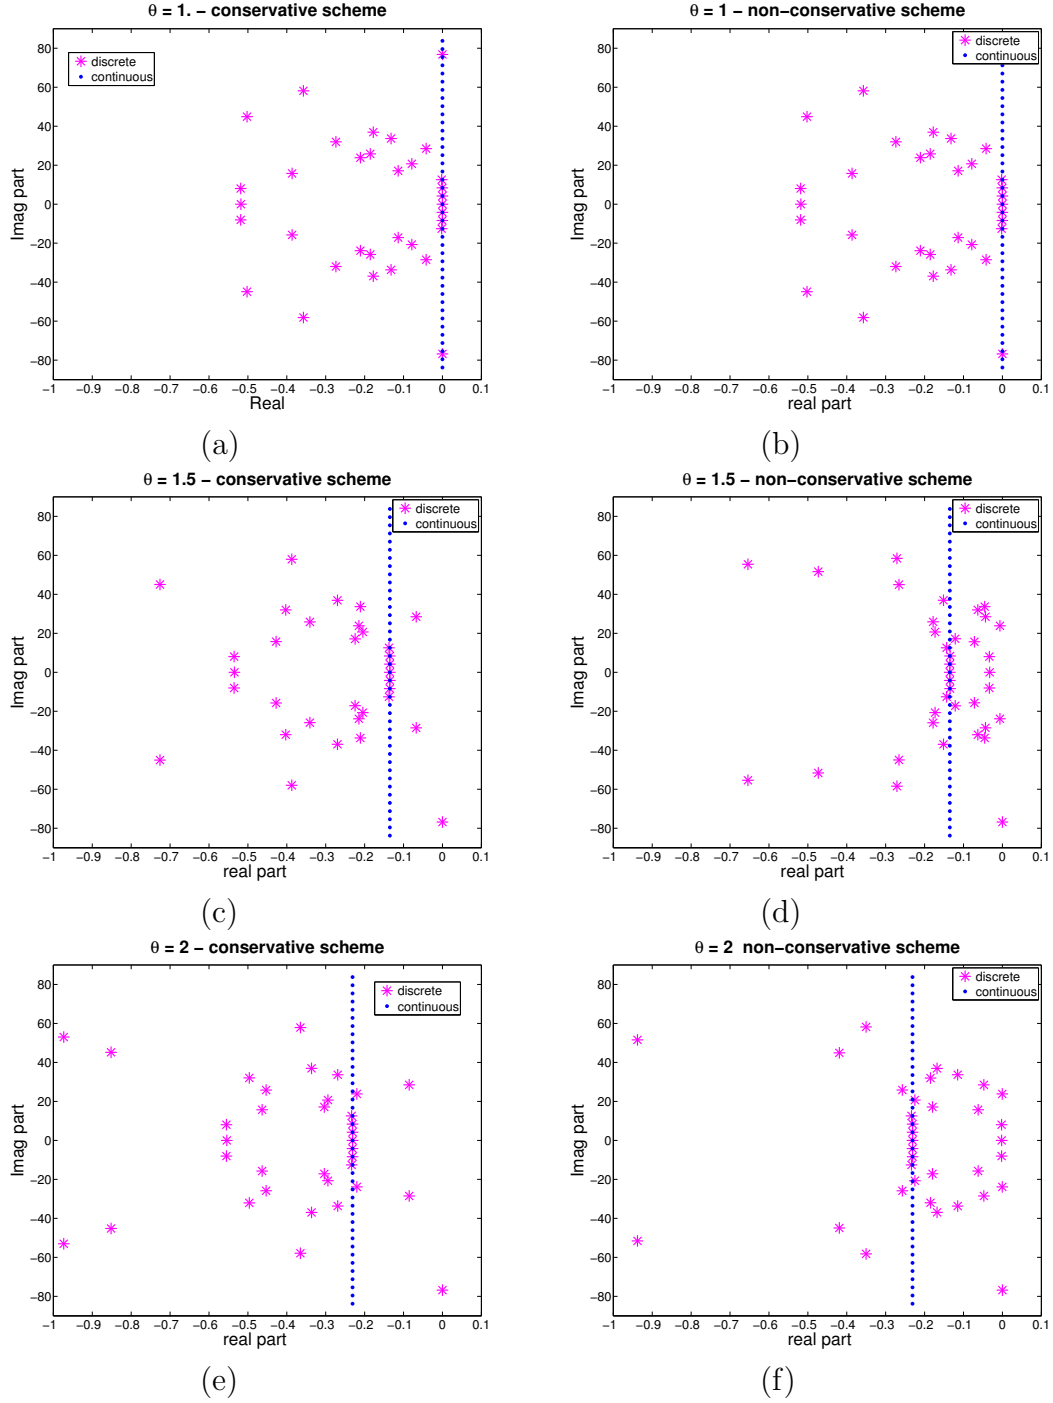 θ = 1. − conservative scheme
80
60
40
20
0
−20
−40
−60
−80
Imag part
discrete
continuous
−1 −0.9 −0.8 −0.7 −0.6 −0.5 −0.4 −0.3 −0.2 −0.1 0 0.1
Real
(a)
θ = 1 − non−conservative scheme
80
60
40
20
0
−20
−40
−60
−80
Imag part
discrete
continuous
−1 −0.9 −0.8 −0.7 −0.6 −0.5 −0.4 −0.3 −0.2 −0.1 0 0.1
real part
(b)
θ = 1.5 − conservative scheme
80
60
40
20
0
−20
−40
−60
−80
Imag part
discrete
continuous
−1 −0.9 −0.8 −0.7 −0.6 −0.5 −0.4 −0.3 −0.2 −0.1 0 0.1
real part
(c)
θ = 1.5 − non−conservative scheme
80
60
40
20
0
−20
−40
−60
−80
Imag part
discrete
continuous
−1 −0.9 −0.8 −0.7 −0.6 −0.5 −0.4 −0.3 −0.2 −0.1 0 0.1
real part
(d)
θ = 2 − conservative scheme
80
60
40
20
0
−20
−40
−60
−80
Imag part
discrete
continuous
−1 −0.9 −0.8 −0.7 −0.6 −0.5 −0.4 −0.3 −0.2 −0.1 0 0.1
real part
(e)
θ = 2 non−conservative scheme
80
60
40
20
0
−20
−40
−60
−80
Imag part
discrete
continuous
−1 −0.9 −0.8 −0.7 −0.6 −0.5 −0.4 −0.3 −0.2 −0.1 0 0.1
real part
(f)